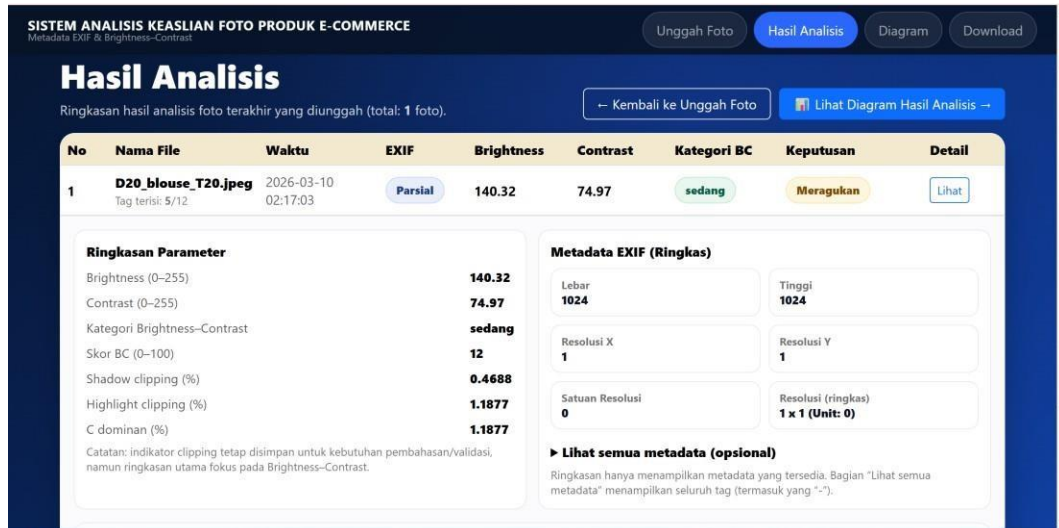 SISTEM ANALISIS KEASLIAN FOTO PRODUK E-COMMERCE
Metadata EXIF & Brightness–Contrast
Unggah Foto
Hasil Analisis
Diagram
Download
Hasil Analisis
Ringkasan hasil analisis foto terakhir yang diunggah (total: 1 foto).
← Kembali ke Unggah Foto
📊 Lihat Diagram Hasil Analisis →
No Nama File Waktu EXIF Brightness Contrast Kategori BC Keputusan Detail
1 D20_blouse_T20.jpeg 2026-03-10 Parsial 140.32 74.97 sedang Meragukan Lihat
Tag terisi: 5/12 02:17:03
Ringkasan Parameter
Brightness (0–255) 140.32
Contrast (0–255) 74.97
Kategori Brightness–Contrast sedang
Skor BC (0–100) 12
Shadow clipping (%) 0.4688
Highlight clipping (%) 1.1877
C dominan (%) 1.1877
Catatan: indikator clipping tetap disimpan untuk kebutuhan pembahasan/validasi,
namun ringkasan utama fokus pada Brightness–Contrast.
Metadata EXIF (Ringkas)
Lebar
1024
Tinggi
1024
Resolusi X
1
Resolusi Y
1
Satuan Resolusi
0
Resolusi (ringkas)
1 x 1 (Unit: 0)
▶ Lihat semua metadata (opsional)
Ringkasan hanya menampilkan metadata yang tersedia. Bagian "Lihat semua
metadata" menampilkan seluruh tag (termasuk yang "-").